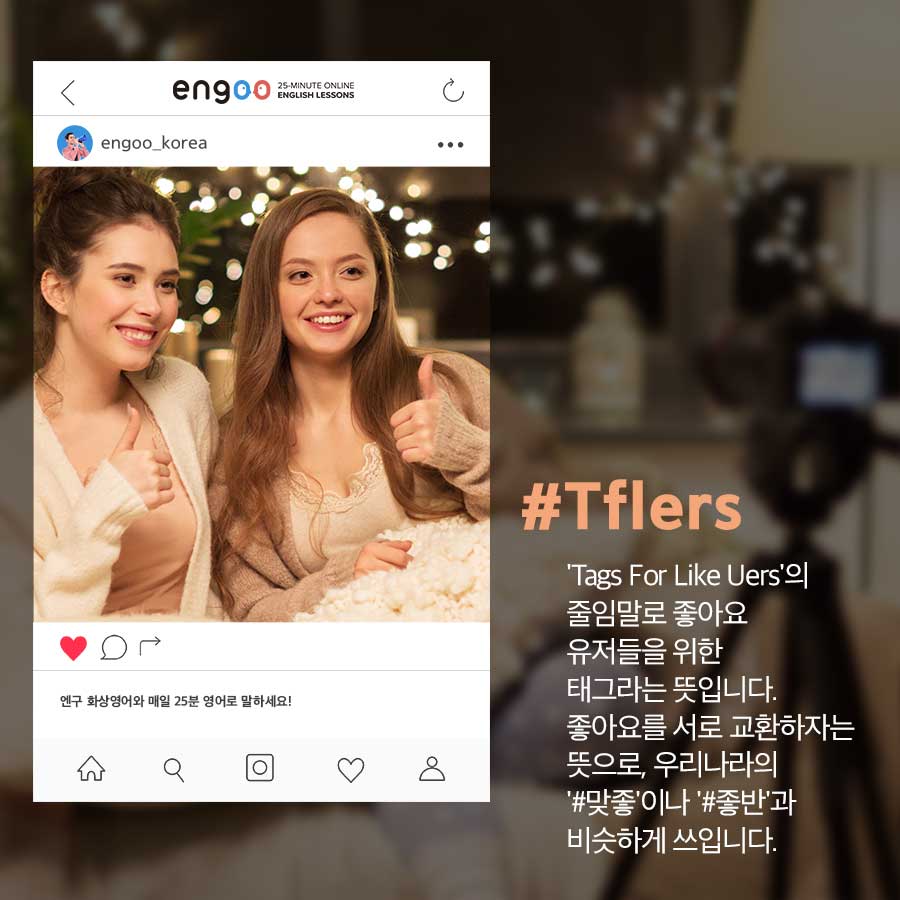 engoo 25-MINUTE ONLINE
ENGLISH LESSONS
engoo_korea
엔구 화상영어와 매일 25분 영어로 말하세요!
#Tflers
'Tags For Like Uers'의
줄임말로 좋아요
유저들을 위한
태그라는 뜻입니다.
좋아요를 서로 교환하자는
뜻으로, 우리나라의
'#맞좋'이나 '#좋반'과
비슷하게 쓰입니다.